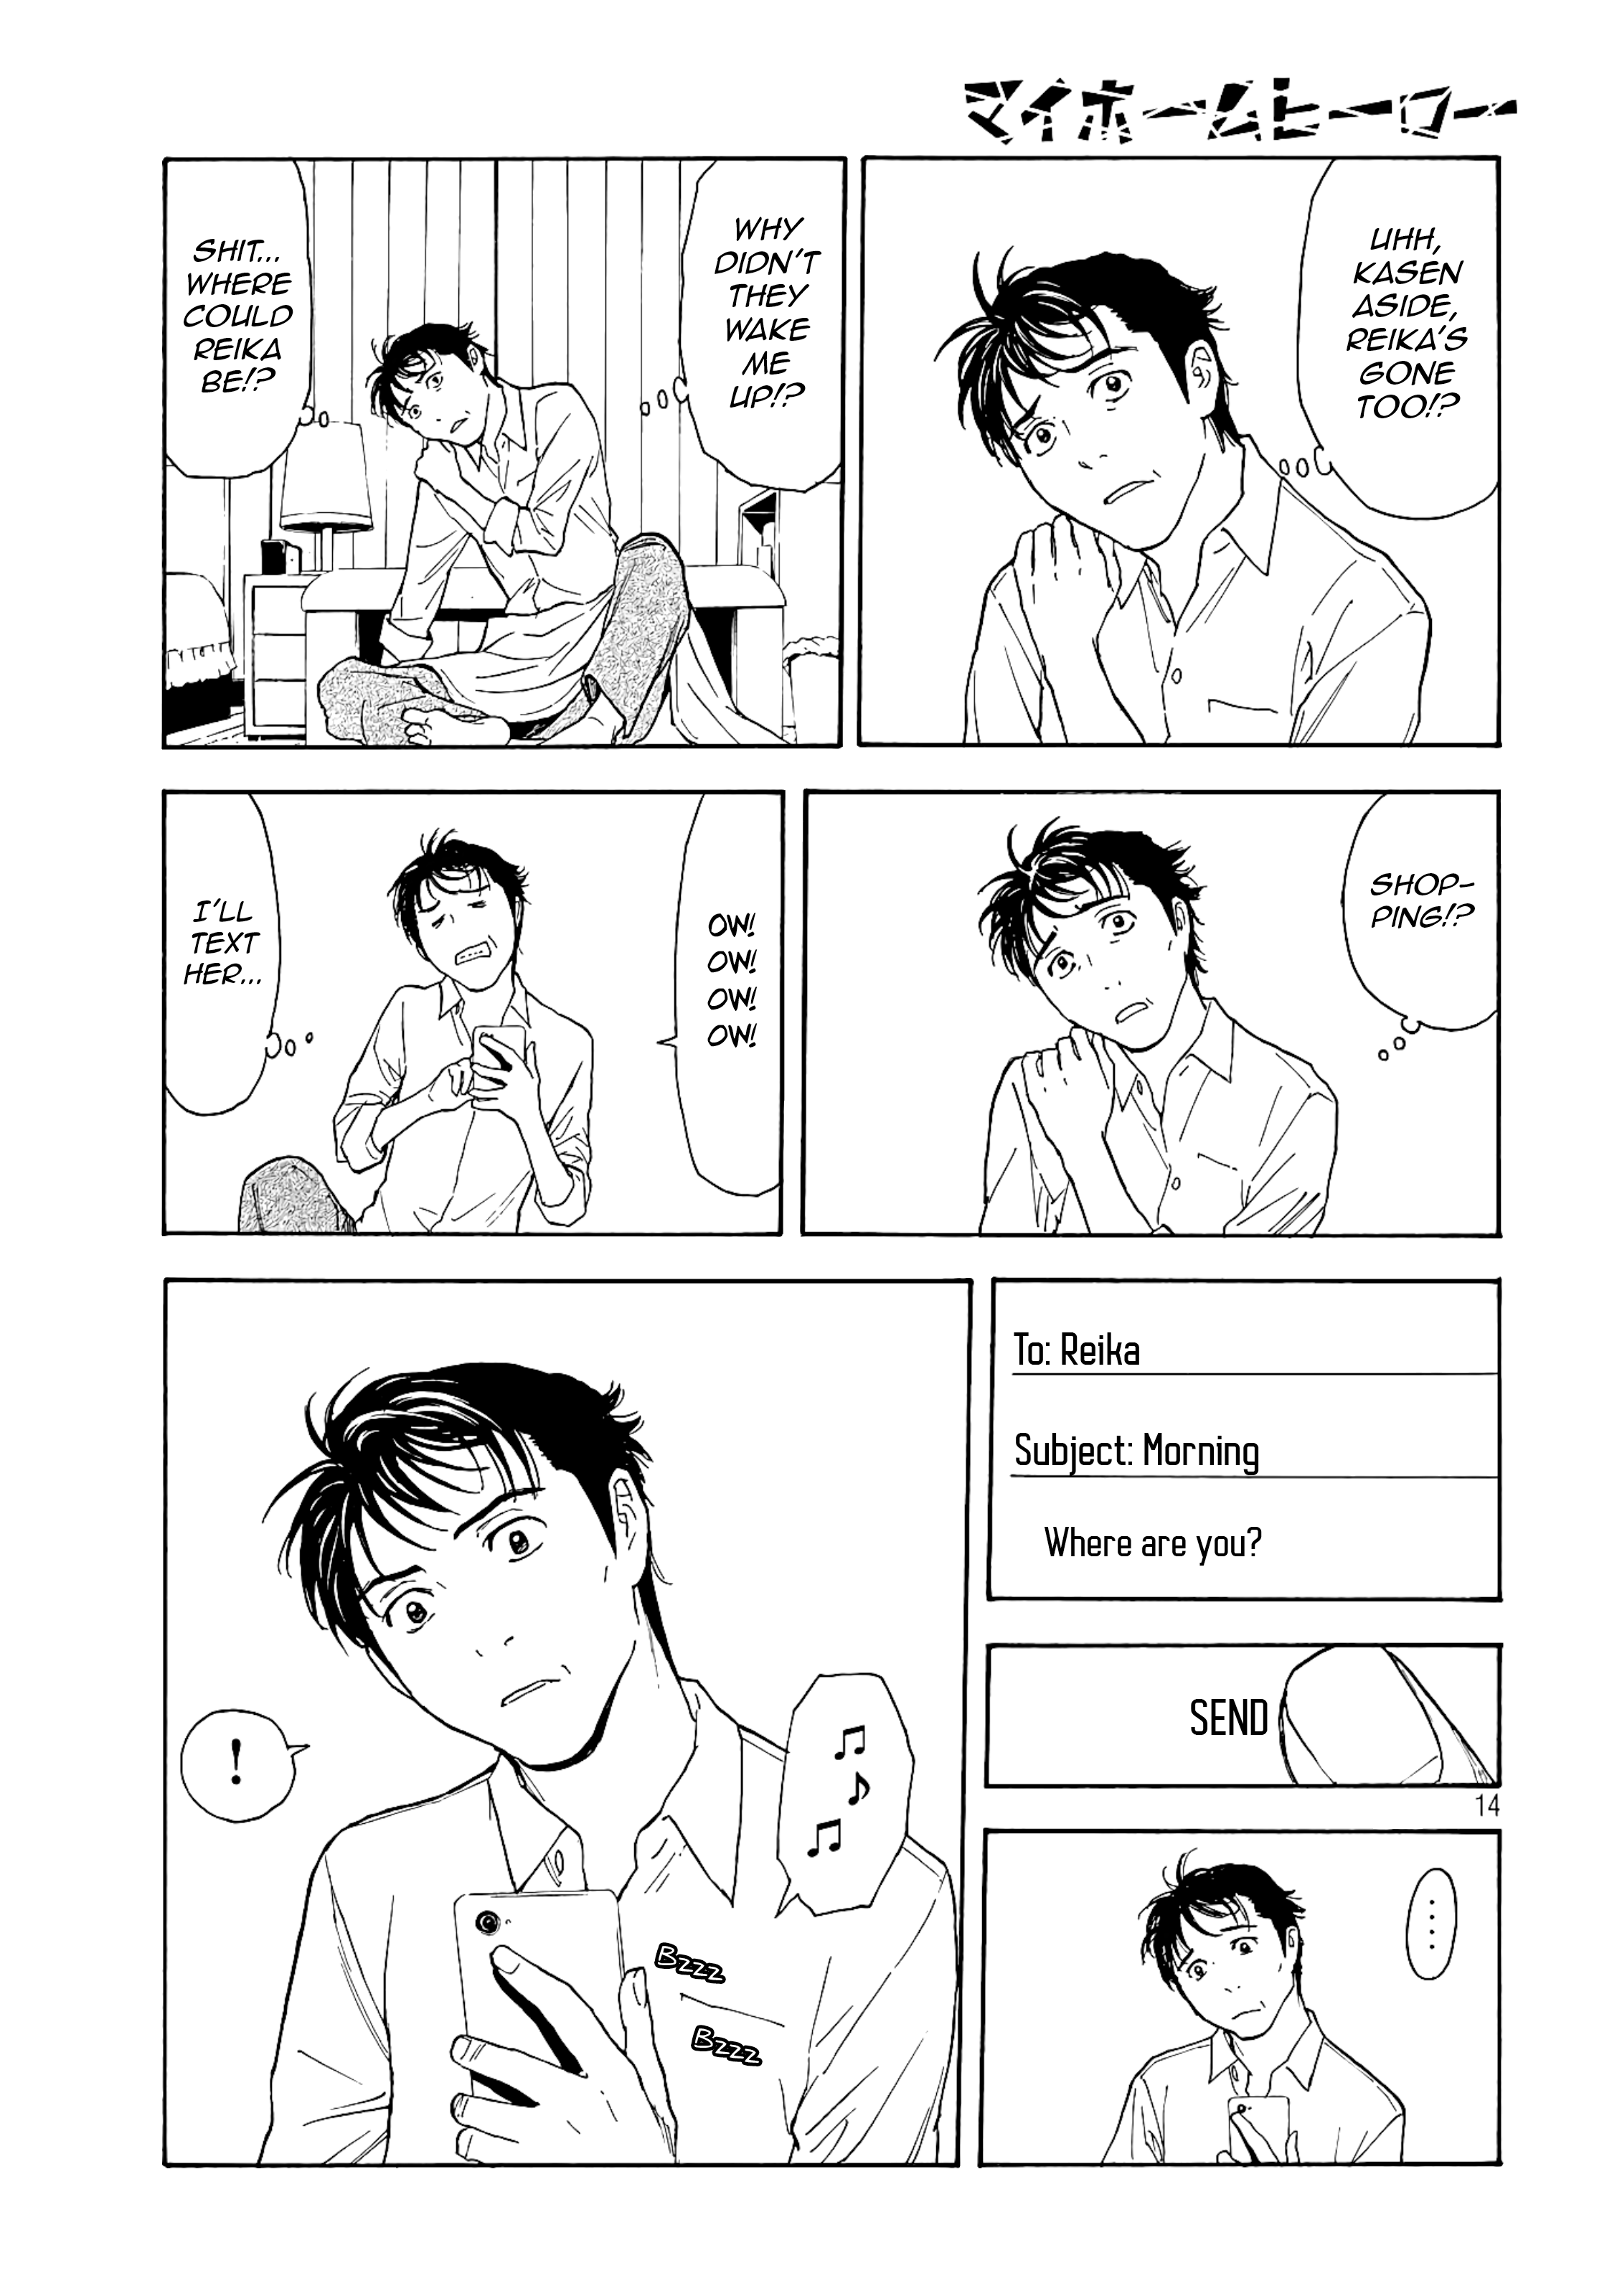 マイホームヒーロー
UHH,
KASEN
ASIDE,
REIKA'S
GONE
TOO!?
WHY
DIDN'T
THEY
WAKE
ME
UP!?
SHIT...
WHERE
COULD
REIKA
BE!?
SHOP-
PING!?
OW!
OW!
OW!
OW!
I'LL
TEXT
HER...
To: Reika
Subject: Morning
Where are you?
SEND
14
....
♫
♪
♫
Bzzz
Bzzz
!